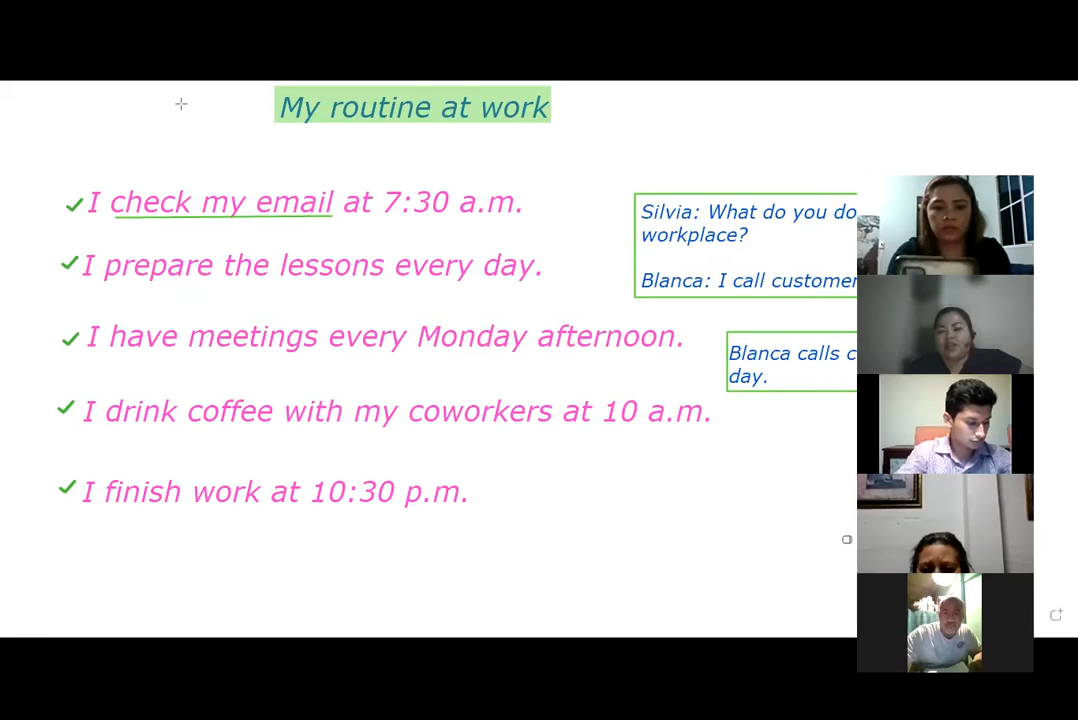 My routine at work
I check my email at 7:30 a.m.
I prepare the lessons every day.
I have meetings every Monday afternoon.
I drink coffee with my coworkers at 10 a.m.
I finish work at 10:30 p.m.
Silvia: What do you do
workplace?
Blanca: I call customer
Blanca calls c
day.